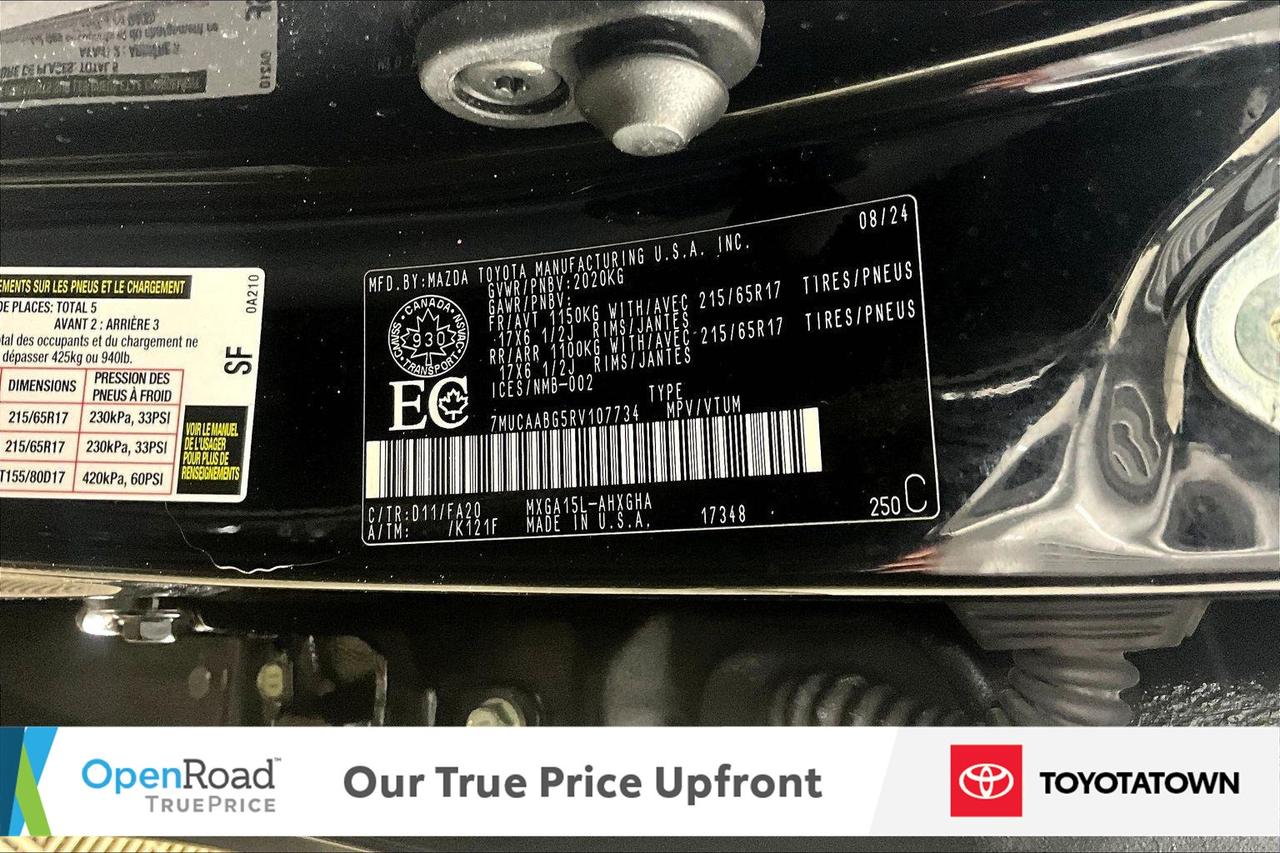 0A210
EMENTS SUR LES PNEUS ET LE CHARGEMENT
DE PLACES: TOTAL 5
AVANT 2 : ARRIÈRE 3
otal des occupants et du chargement ne
dépasser 425kg ou 940lb.
DIMENSIONS
PRESSION DES PNEUS À FROID
215/65R17 230kPa, 33PSI
215/65R17 230kPa, 33PSI
T155/80D17 420kPa, 60PSI
0A210
SF
VOIR LE MANUEL
DE L'USAGER
POUR PLUS DE
RENSEIGNEMENTS
MFD.BY:MAZDA TOYOTA MANUFACTURING U.S.A. INC. 08/24
GVWR/PNBV:2020KG
GAWR/PNBV:
FR/AVT 1150KG WITH/AVEC 215/65R17 TIRES/PNEUS
17X6 1/2J RIMS/JANTES
RR/ARR 1100KG WITH/AVEC 215/65R17 TIRES/PNEUS
17X6 1/2J RIMS/JANTES
ICES/NMB-002
CANADA
930
TRANSPORT
EC
TYPE
7MUCAABG5RV107734 MPV/VTUM
C/TR:D11/FA20 MXGA15L-AHXGHA
A/TM: /K121F MADE IN U.S.A. 17348 250C
OpenRoad™
TRUEPRICE
Our True Price Upfront
TOYOTATOWN